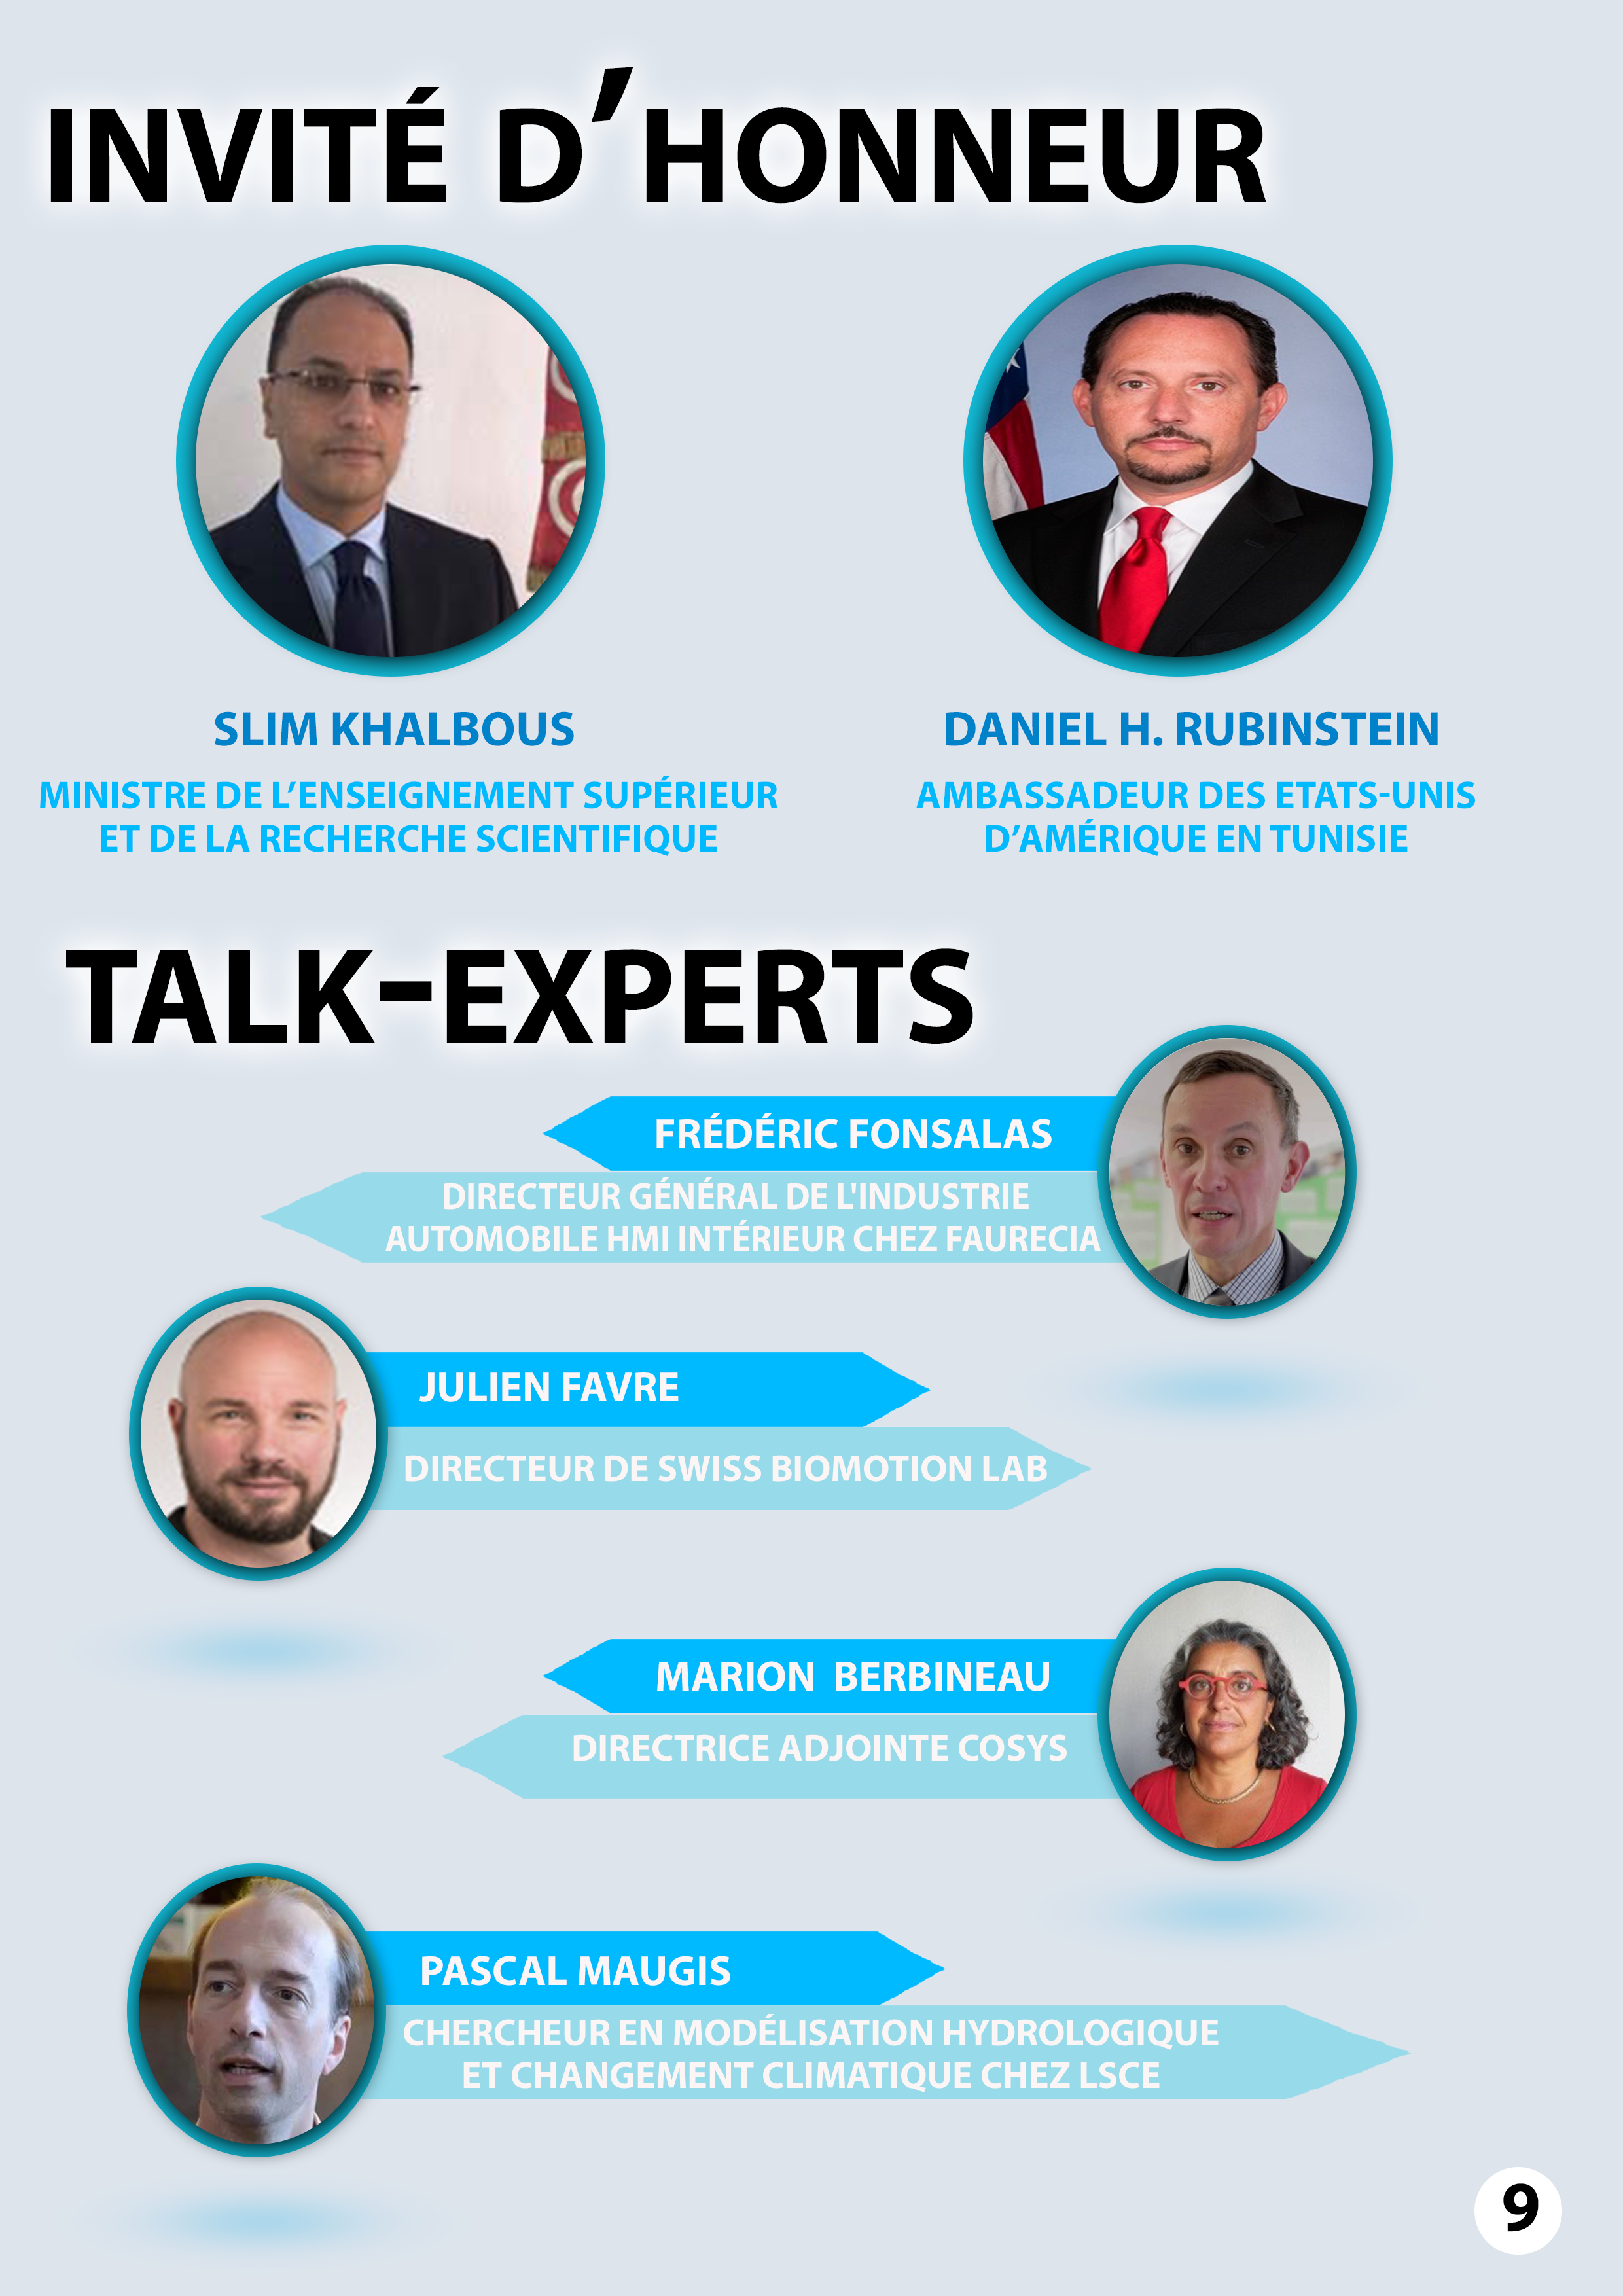 INVITÉ D’HONNEUR
SLIM KHALBOUS
MINISTRE DE L’ENSEIGNEMENT SUPÉRIEUR
ET DE LA RECHERCHE SCIENTIFIQUE
DANIEL H. RUBINSTEIN
AMBASSADEUR DES ETATS-UNIS
D’AMÉRIQUE EN TUNISIE
TALK-EXPERTS
FRÉDÉRIC FONSALAS
DIRECTEUR GÉNÉRAL DE L'INDUSTRIE
AUTOMOBILE HMI INTÉRIEUR CHEZ FAURECIA
JULIEN FAVRE
DIRECTEUR DE SWISS BIOMOTION LAB
MARION BERBINEAU
DIRECTRICE ADJOINTE COSYS
PASCAL MAUGIS
CHERCHEUR EN MODÉLISATION HYDROLOGIQUE
ET CHANGEMENT CLIMATIQUE CHEZ LSCE
9